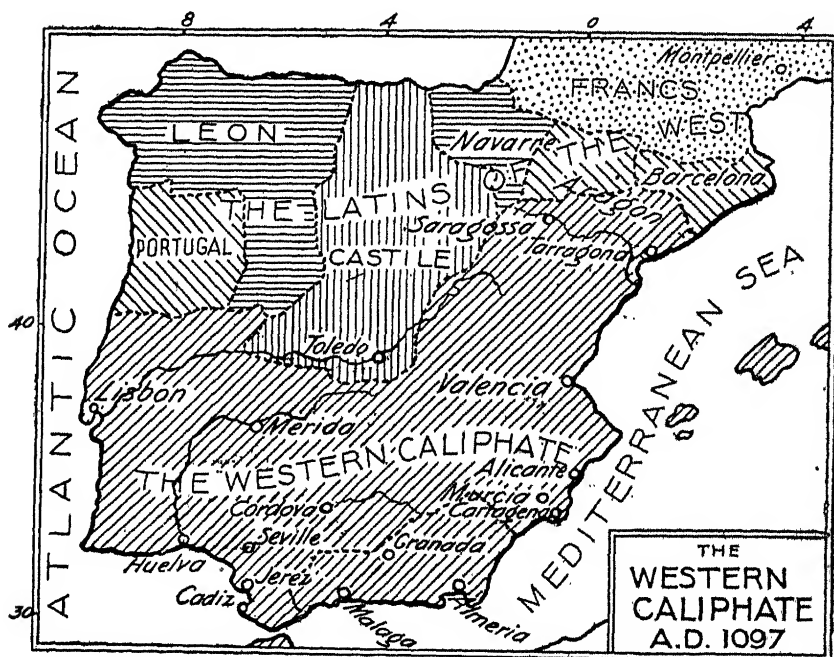 8 4 0 4
Montpellier
FRANCS
WEST
LEON
Navarre
OF THE
Aragon
Barcelona
THE LATINS
Saragossa
PORTUGAL
CASTILE
Tarragona
40
Toledo
Lisbon
Valencia
Merida
THE WESTERN CALIPHATE
Alicante
Murcia
Cordova
Cartagena
Seville
Granada
Huelva
Jerez
30
Cadiz
Malaga
Almeria
ATLANTIC OCEAN
MEDITERRANEAN SEA
THE
WESTERN
CALIPHATE
A.D. 1097